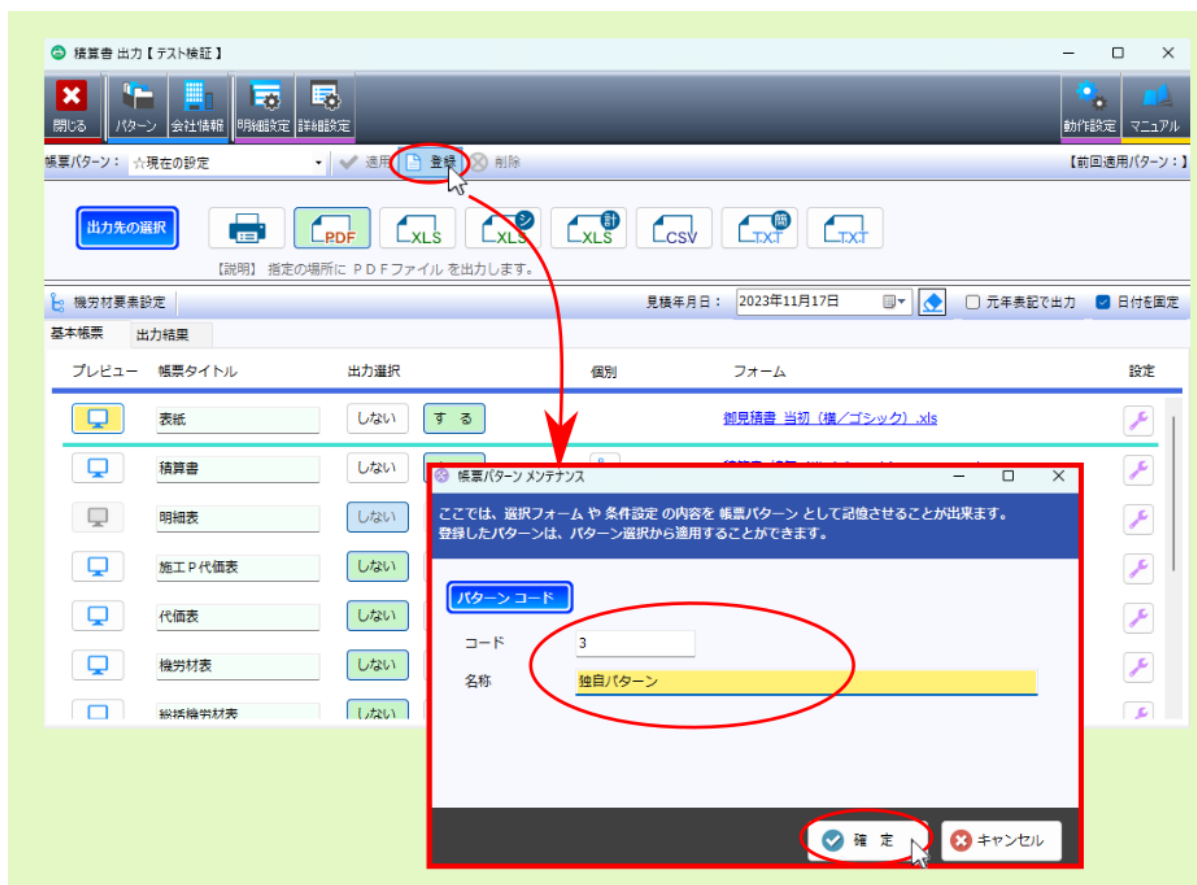 積算書 出力【 テスト検証 】
閉じる パターン 会社情報 明細設定 詳細設定 動作設定 マニュアル
帳票パターン： ☆現在の設定 適用 登録 削除 【前回適用パターン：】
出力先の選択 PDF XLS XLS シ XLS 計 CSV TXT 簡 TXT
【説明】 指定の場所に ＰＤＦファイル を出力します。
機労材要素設定 見積年月日： 2023年11月17日 元年表記で出力 日付を固定
基本帳票 出力結果
プレビュー 帳票タイトル 出力選択 個別 フォーム 設定
表紙 しない す る 御見積書_当初（横／ゴシック）.xls
積算書 しない
明細表 しない
施工Ｐ代価表 しない
代価表 しない
機労材表 しない
総括機労材表 しない
帳票パターン メンテナンス
ここでは、選択フォーム や 条件設定 の内容を 帳票パターン として記憶させることが出来ます。
登録したパターンは、パターン選択から適用することができます。
パターン コード
コード 3
名称 独自パターン
確 定 キャンセル